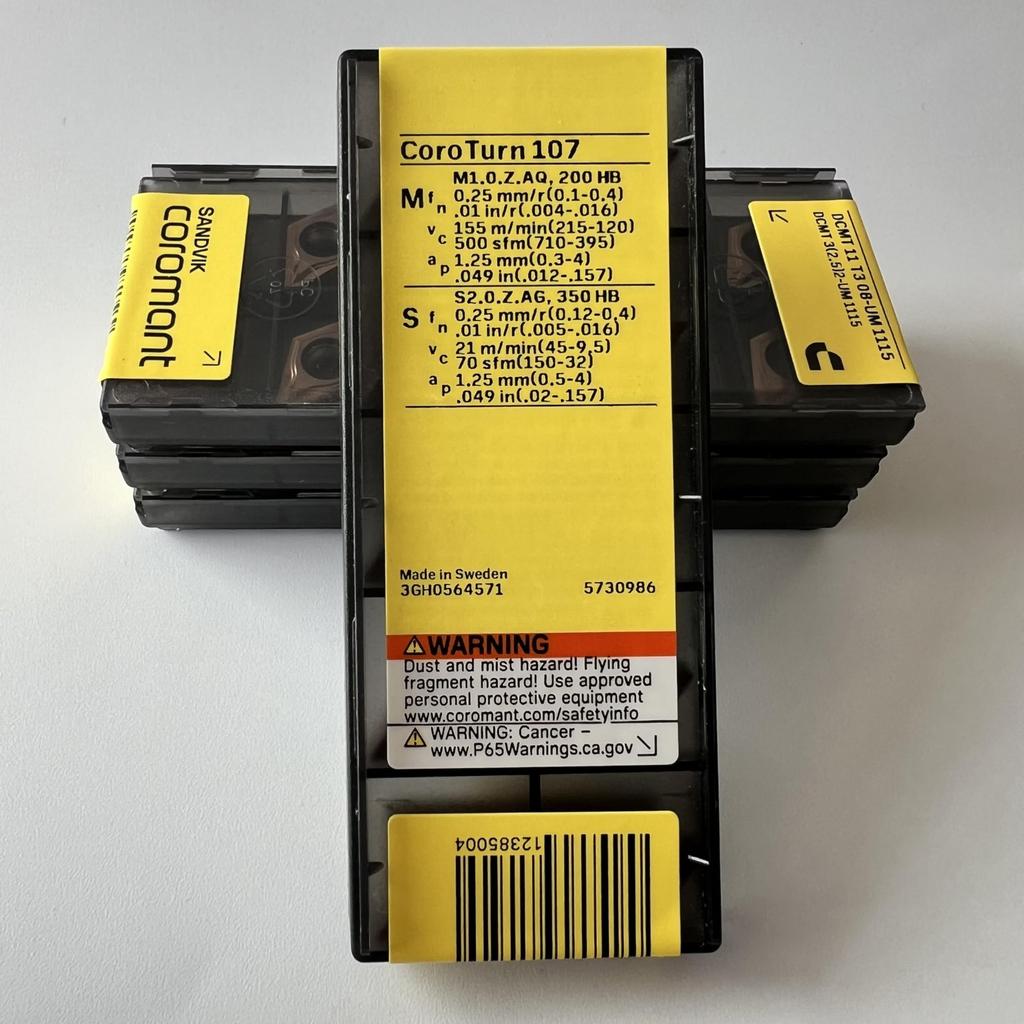 CoroTurn 107
M1.0.Z.AQ, 200 HB
M fn 0.25 mm/r(0.1-0.4)
.01 in/r(.004-.016)
vc 155 m/min(215-120)
500 sfm(710-395)
ap 1.25 mm(0.3-4)
.049 in(.012-.157)
S2.0.Z.AG, 350 HB
S fn 0.25 mm/r(0.12-0.4)
.01 in/r(.005-.016)
vc 21 m/min(45-9,5)
70 sfm(150-32)
ap 1.25 mm(0.5-4)
.049 in(.02-.157)
Made in Sweden
3GH0564571 5730986
WARNING
Dust and mist hazard! Flying
fragment hazard! Use approved
personal protective equipment
www.coromant.com/safetyinfo
WARNING: Cancer –
www.P65Warnings.ca.gov
12385004
SANDVIK
coromant
DCMT 11 T3 08-UM 1115
DCMT 3(2,5)2-UM 1115